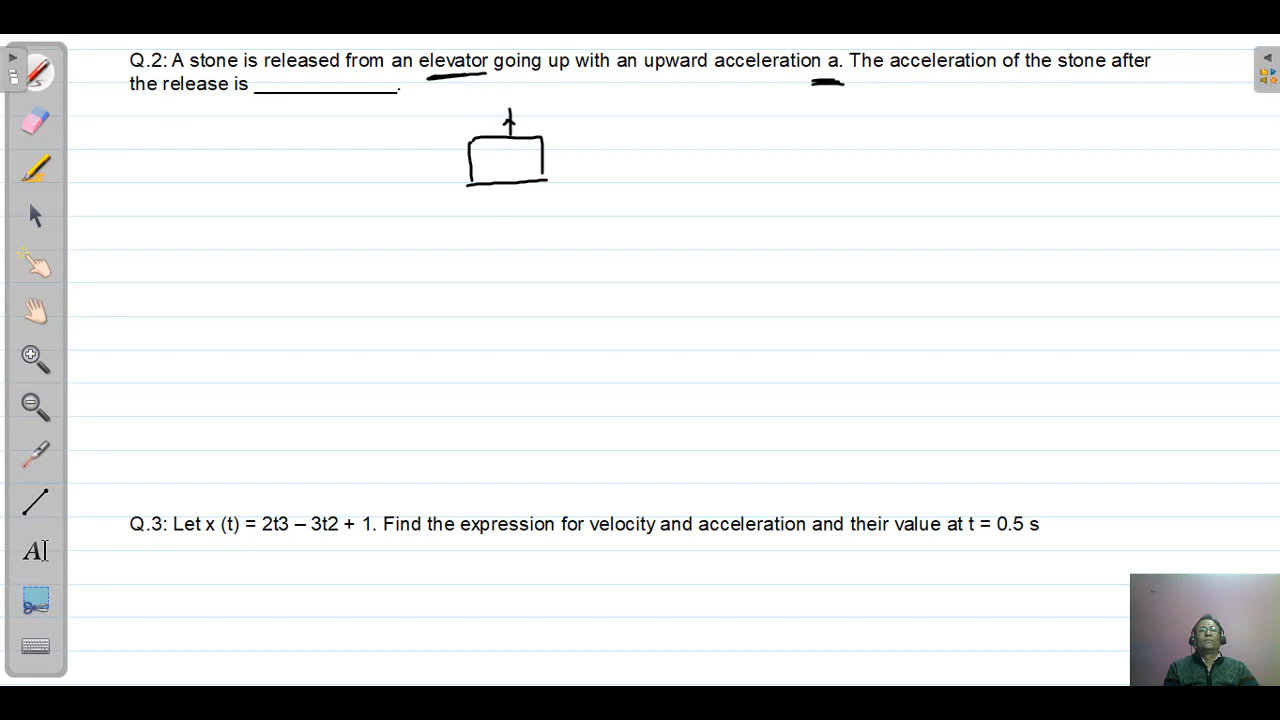 Q.2: A stone is released from an elevator going up with an upward acceleration a. The acceleration of the stone after
the release is _____________.
Q.3: Let x (t) = 2t3 – 3t2 + 1. Find the expression for velocity and acceleration and their value at t = 0.5 s
A